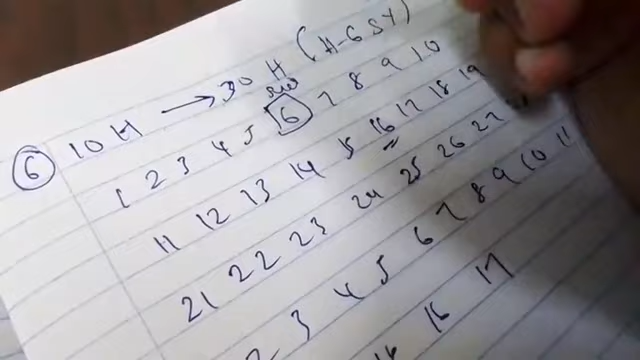 6 10 H → 30 H (H-6 SY)
1 2 3 4 5 6 7 8 9 10
11 12 13 14 15 16 17 18 19
21 22 23 24 25 26 27
2 3 4 5 6 7 8 9 10 11
16 17